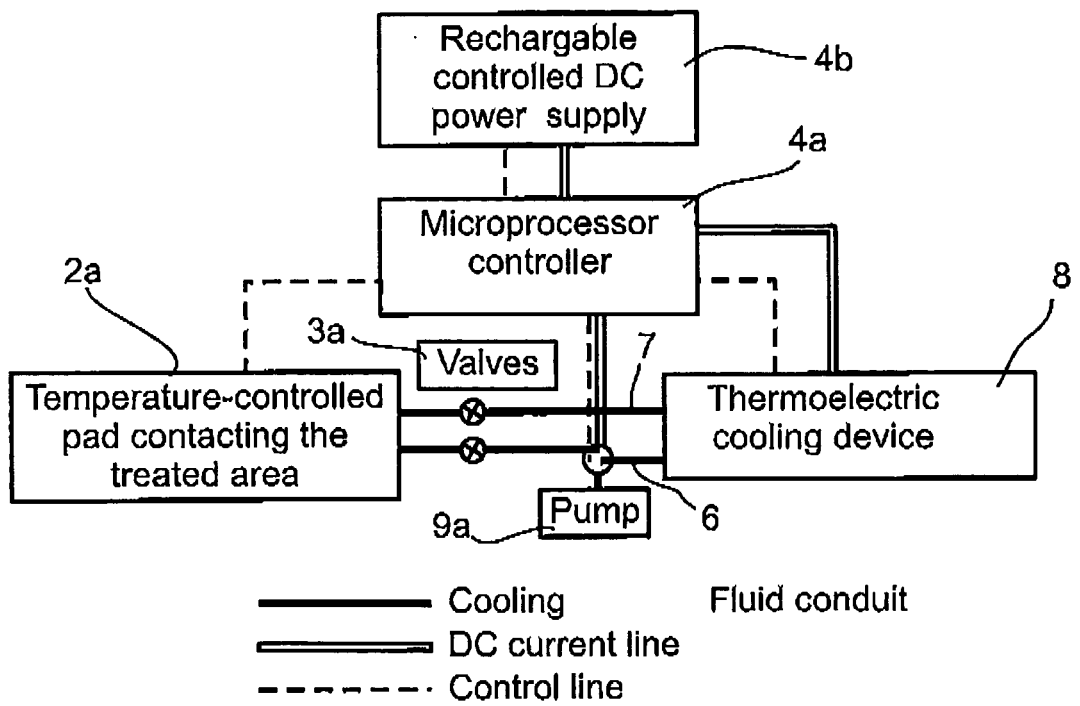 Rechargable
controlled DC
power supply
4b
4a
Microprocessor
controller
2a
3a
Valves
7
8
Temperature-controlled
pad contacting the
treated area
Thermoelectric
cooling device
9a
Pump
6
Cooling Fluid conduit
DC current line
Control line